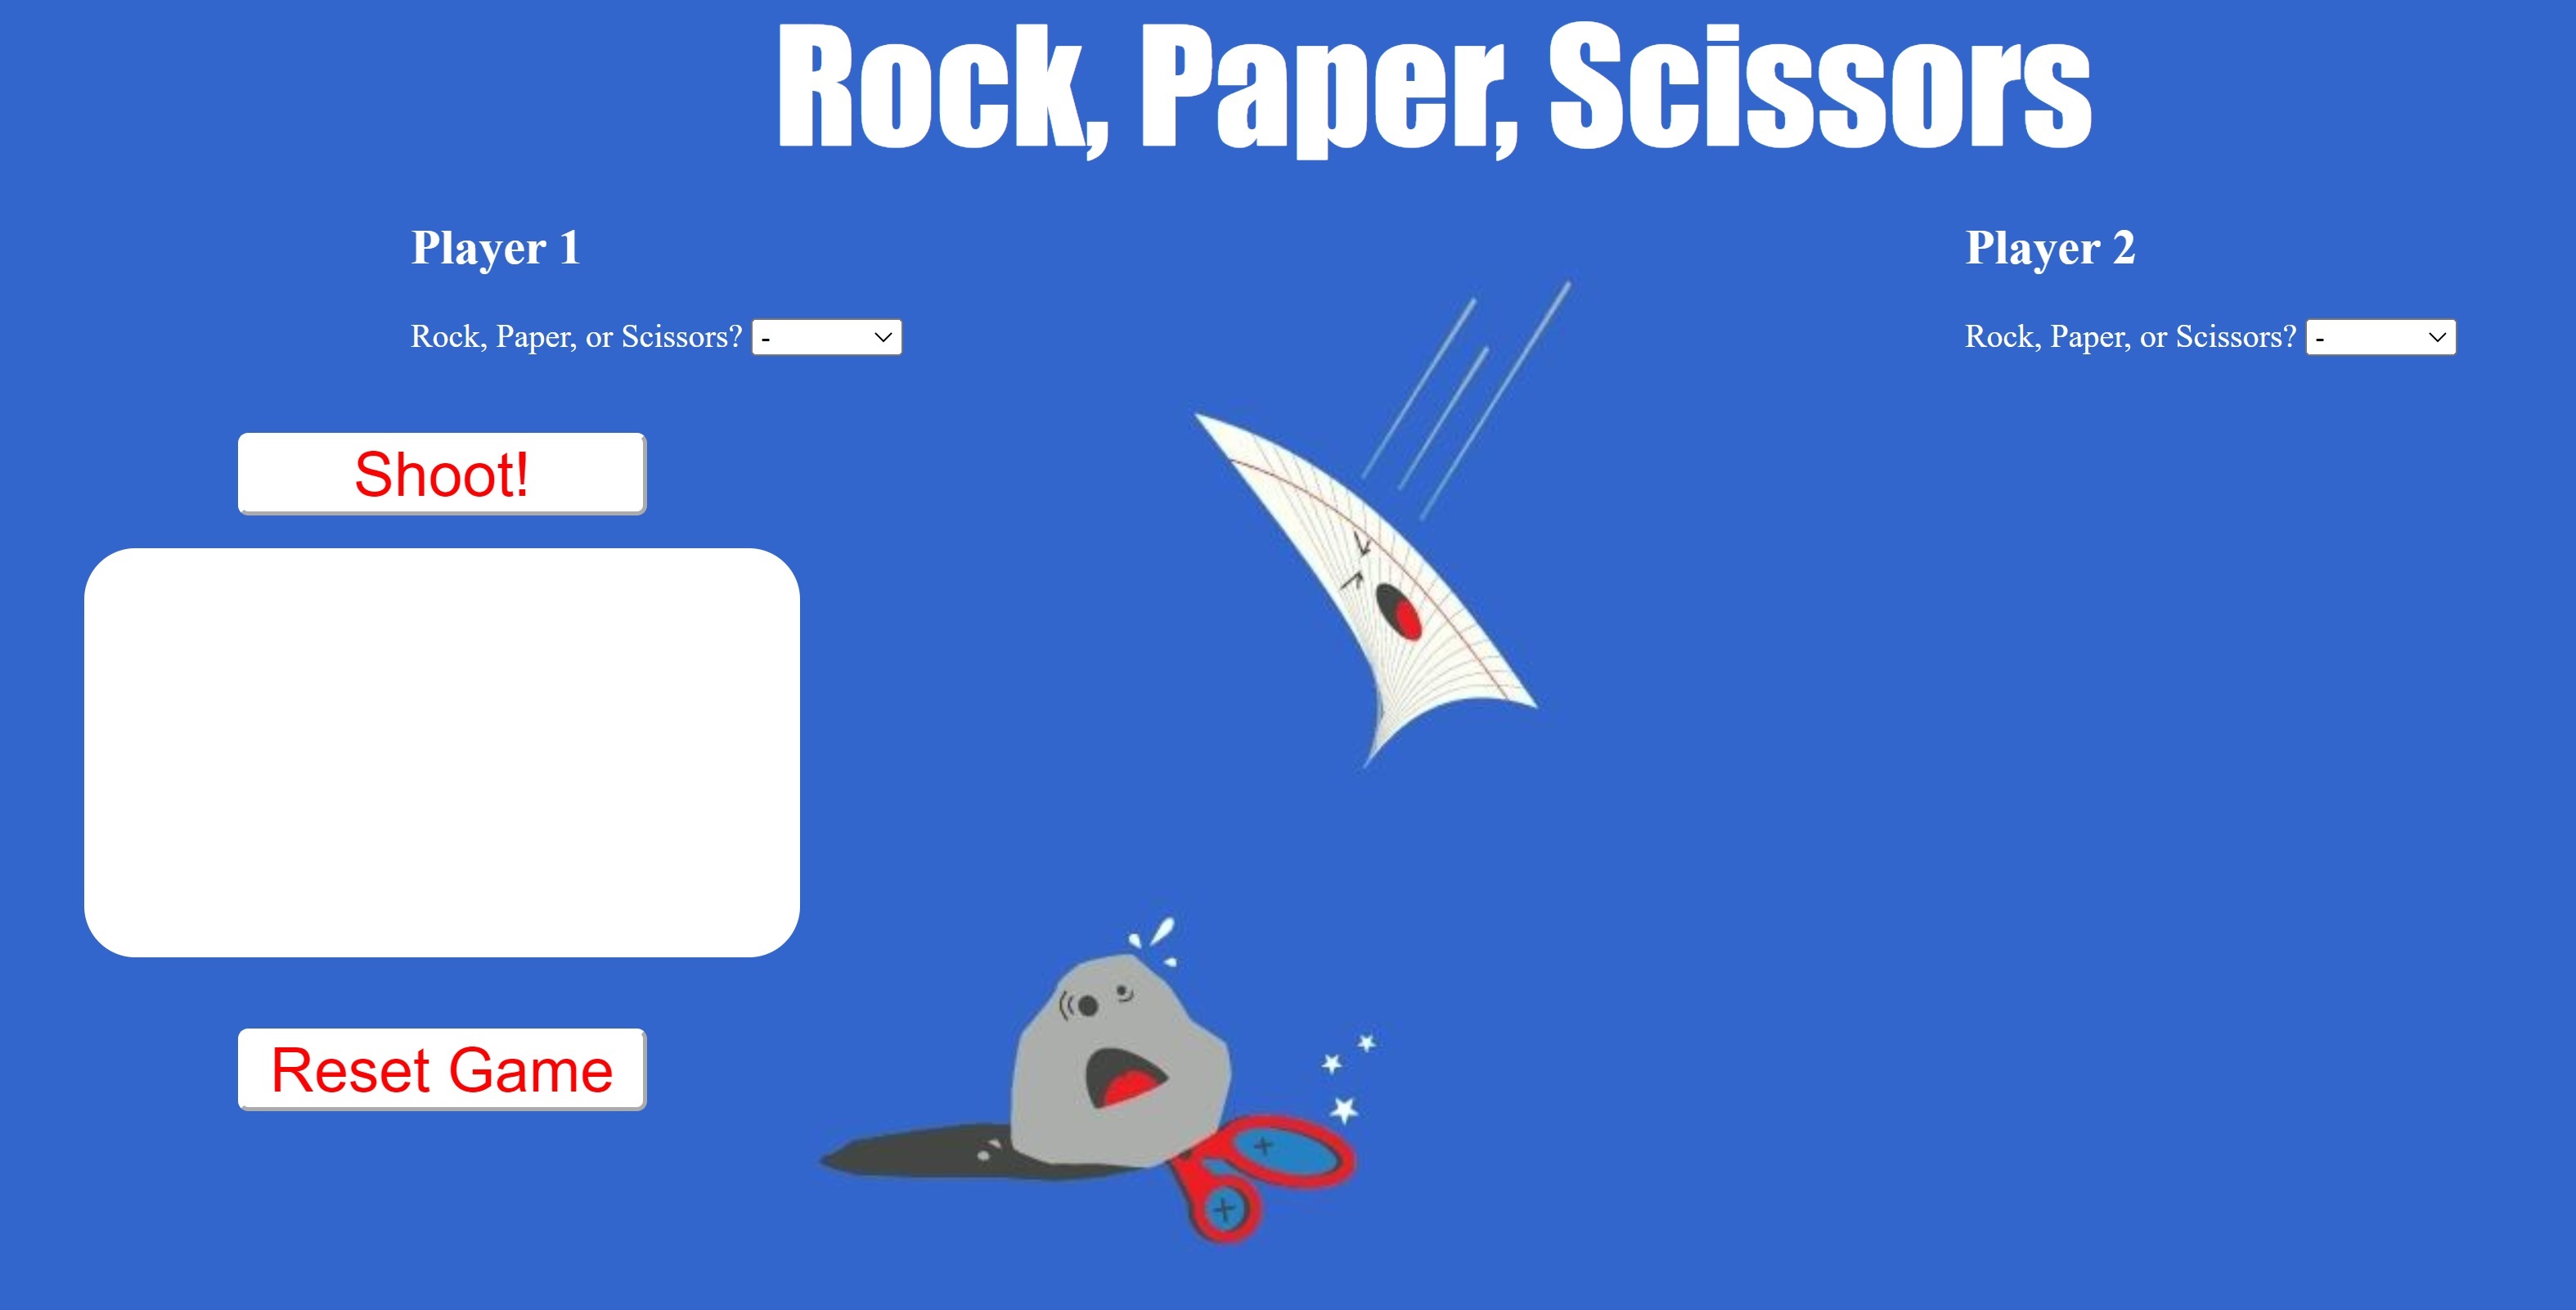 Rock, Paper, Scissors
Player 1
Rock, Paper, or Scissors? -
Player 2
Rock, Paper, or Scissors? -
Shoot!
Reset Game